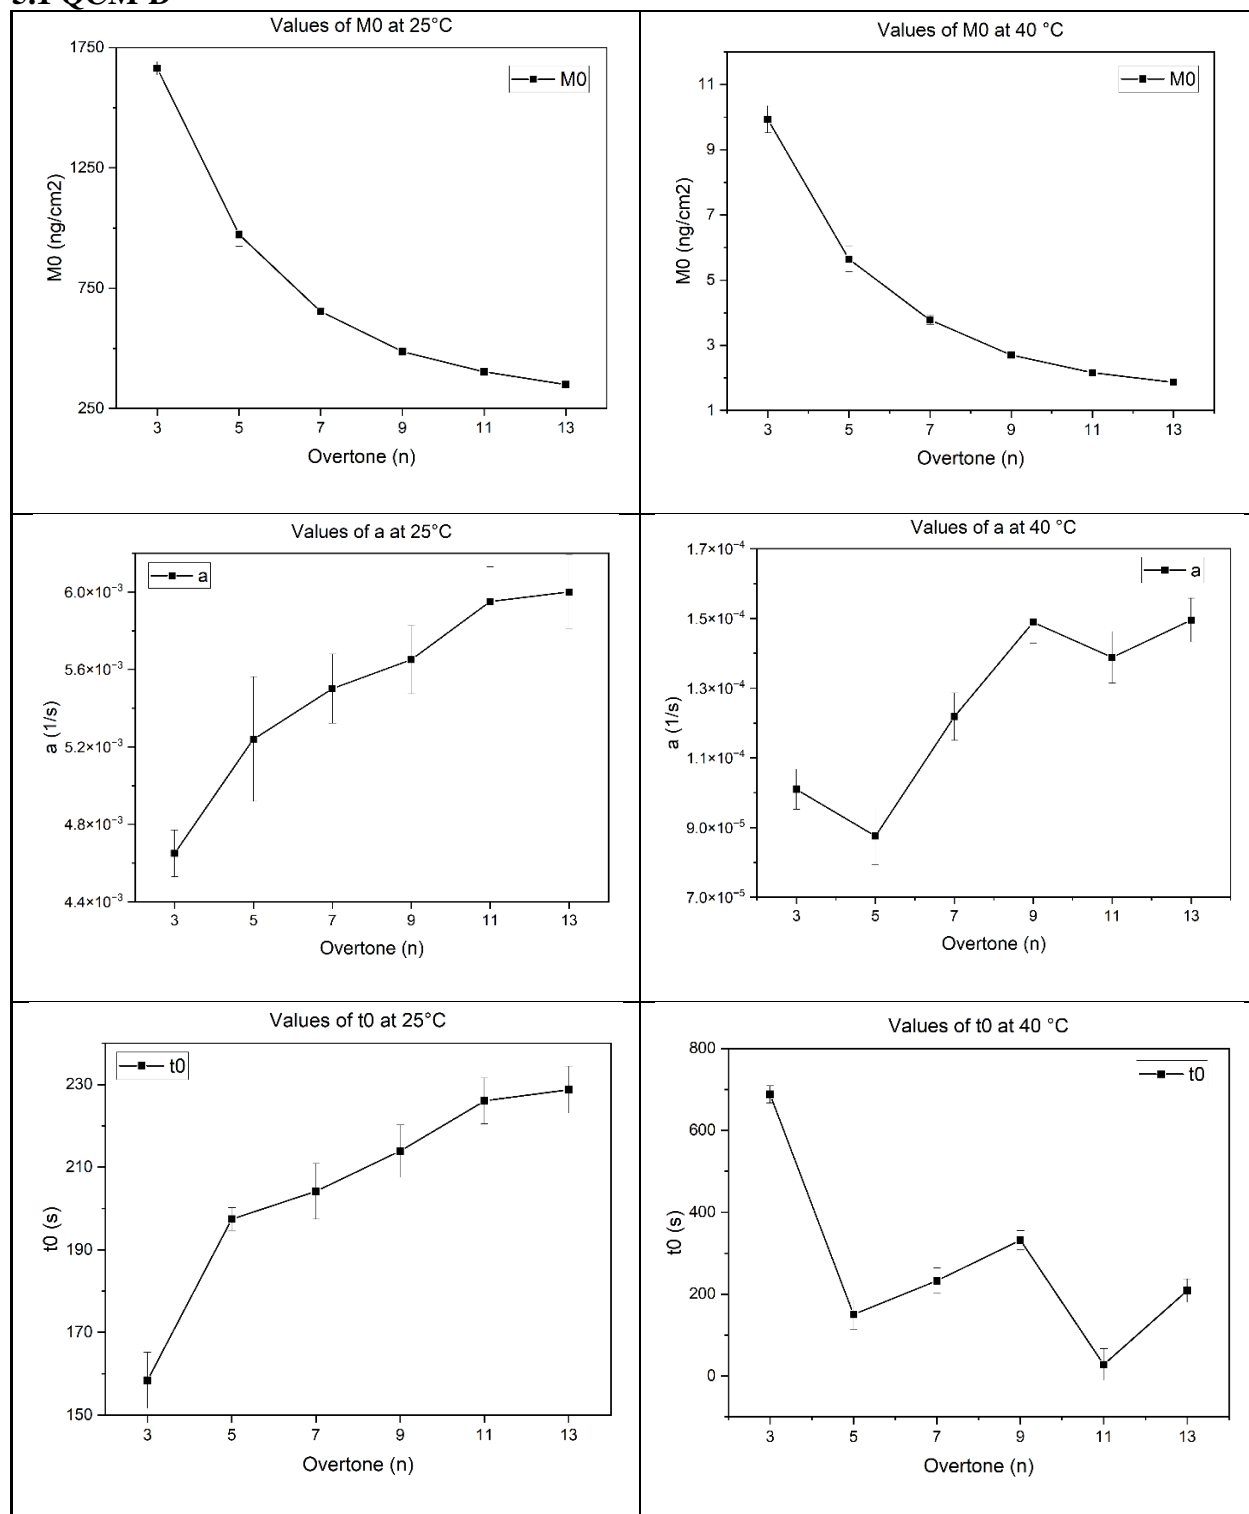 Values of M0 at 25°C
M0
1750
1250
750
250
M0 (ng/cm2)
3 5 7 9 11 13
Overtone (n)
Values of M0 at 40 °C
M0
11
9
7
5
3
1
M0 (ng/cm2)
3 5 7 9 11 13
Overtone (n)
Values of a at 25°C
a
6.0×10⁻³
5.6×10⁻³
5.2×10⁻³
4.8×10⁻³
4.4×10⁻³
a (1/s)
3 5 7 9 11 13
Overtone (n)
Values of a at 40 °C
a
1.7×10⁻⁴
1.5×10⁻⁴
1.3×10⁻⁴
1.1×10⁻⁴
9.0×10⁻⁵
7.0×10⁻⁵
a (1/s)
3 5 7 9 11 13
Overtone (n)
Values of t0 at 25°C
t0
230
210
190
170
150
t0 (s)
3 5 7 9 11 13
Overtone (n)
Values of t0 at 40 °C
t0
800
600
400
200
0
t0 (s)
3 5 7 9 11 13
Overtone (n)